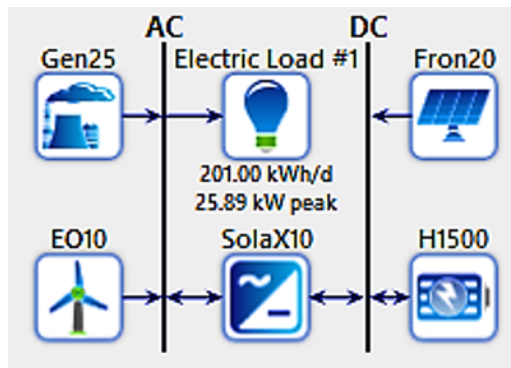 AC DC
Gen25 Electric Load #1 Fron20
201.00 kWh/d
25.89 kW peak
EO10 SolaX10 H1500